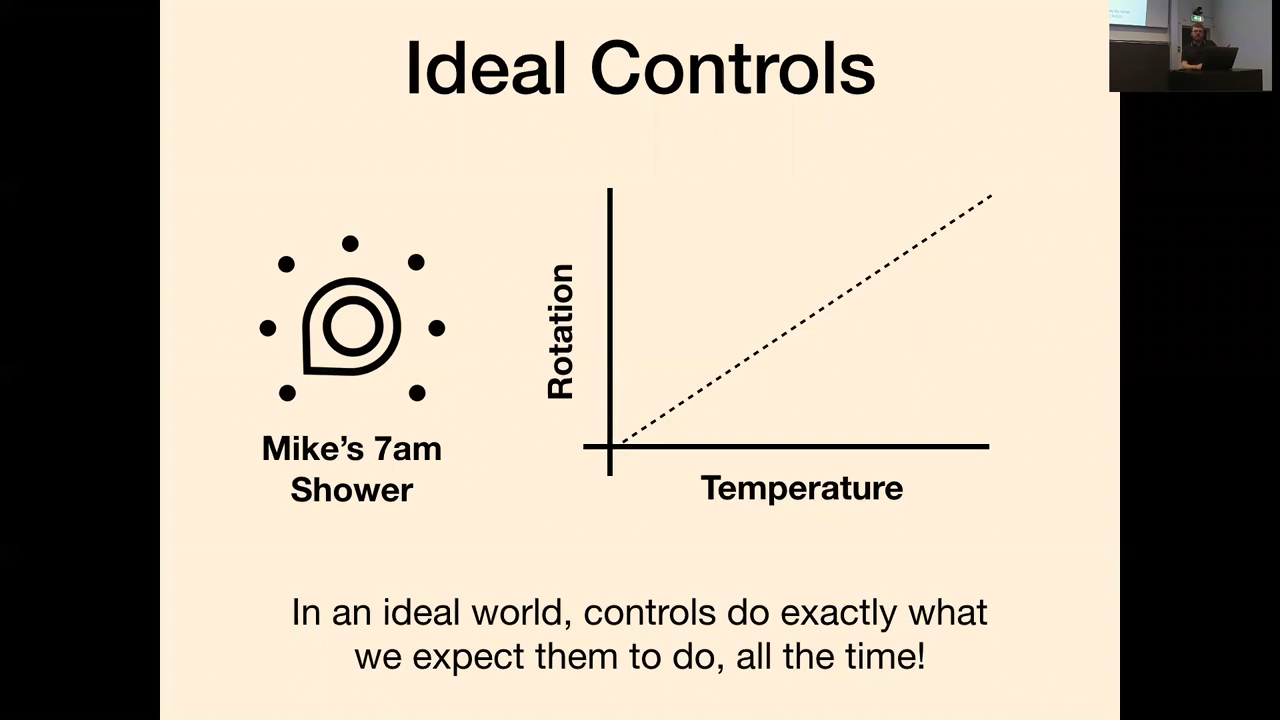 Ideal Controls
Rotation
Mike’s 7am
Shower
Temperature
In an ideal world, controls do exactly what
we expect them to do, all the time!